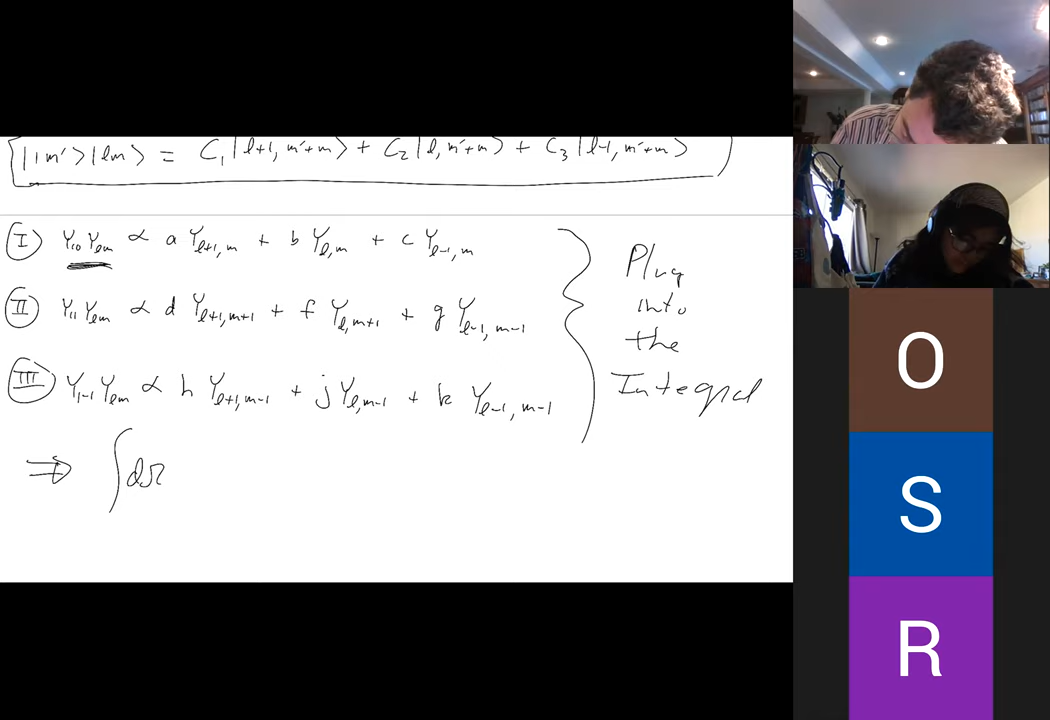 |1m'>|lm> = C₁|l+1, m'+m> + C₂|l, m'+m> + C₃|l-1, m'+m>
I Y₁₀ Yₗₘ ∝ a Yₗ₊₁,ₘ + b Yₗ,ₘ + c Yₗ₋₁,ₘ
II Y₁₁ Yₗₘ ∝ d Yₗ₊₁,ₘ₊₁ + f Yₗ,ₘ₊₁ + g Yₗ₋₁,ₘ₋₁
III Y₁₋₁ Yₗₘ ∝ h Yₗ₊₁,ₘ₋₁ + j Yₗ,ₘ₋₁ + k Yₗ₋₁,ₘ₋₁
Plug
into
the
Integral
⇒ ∫dΩ
O
S
R